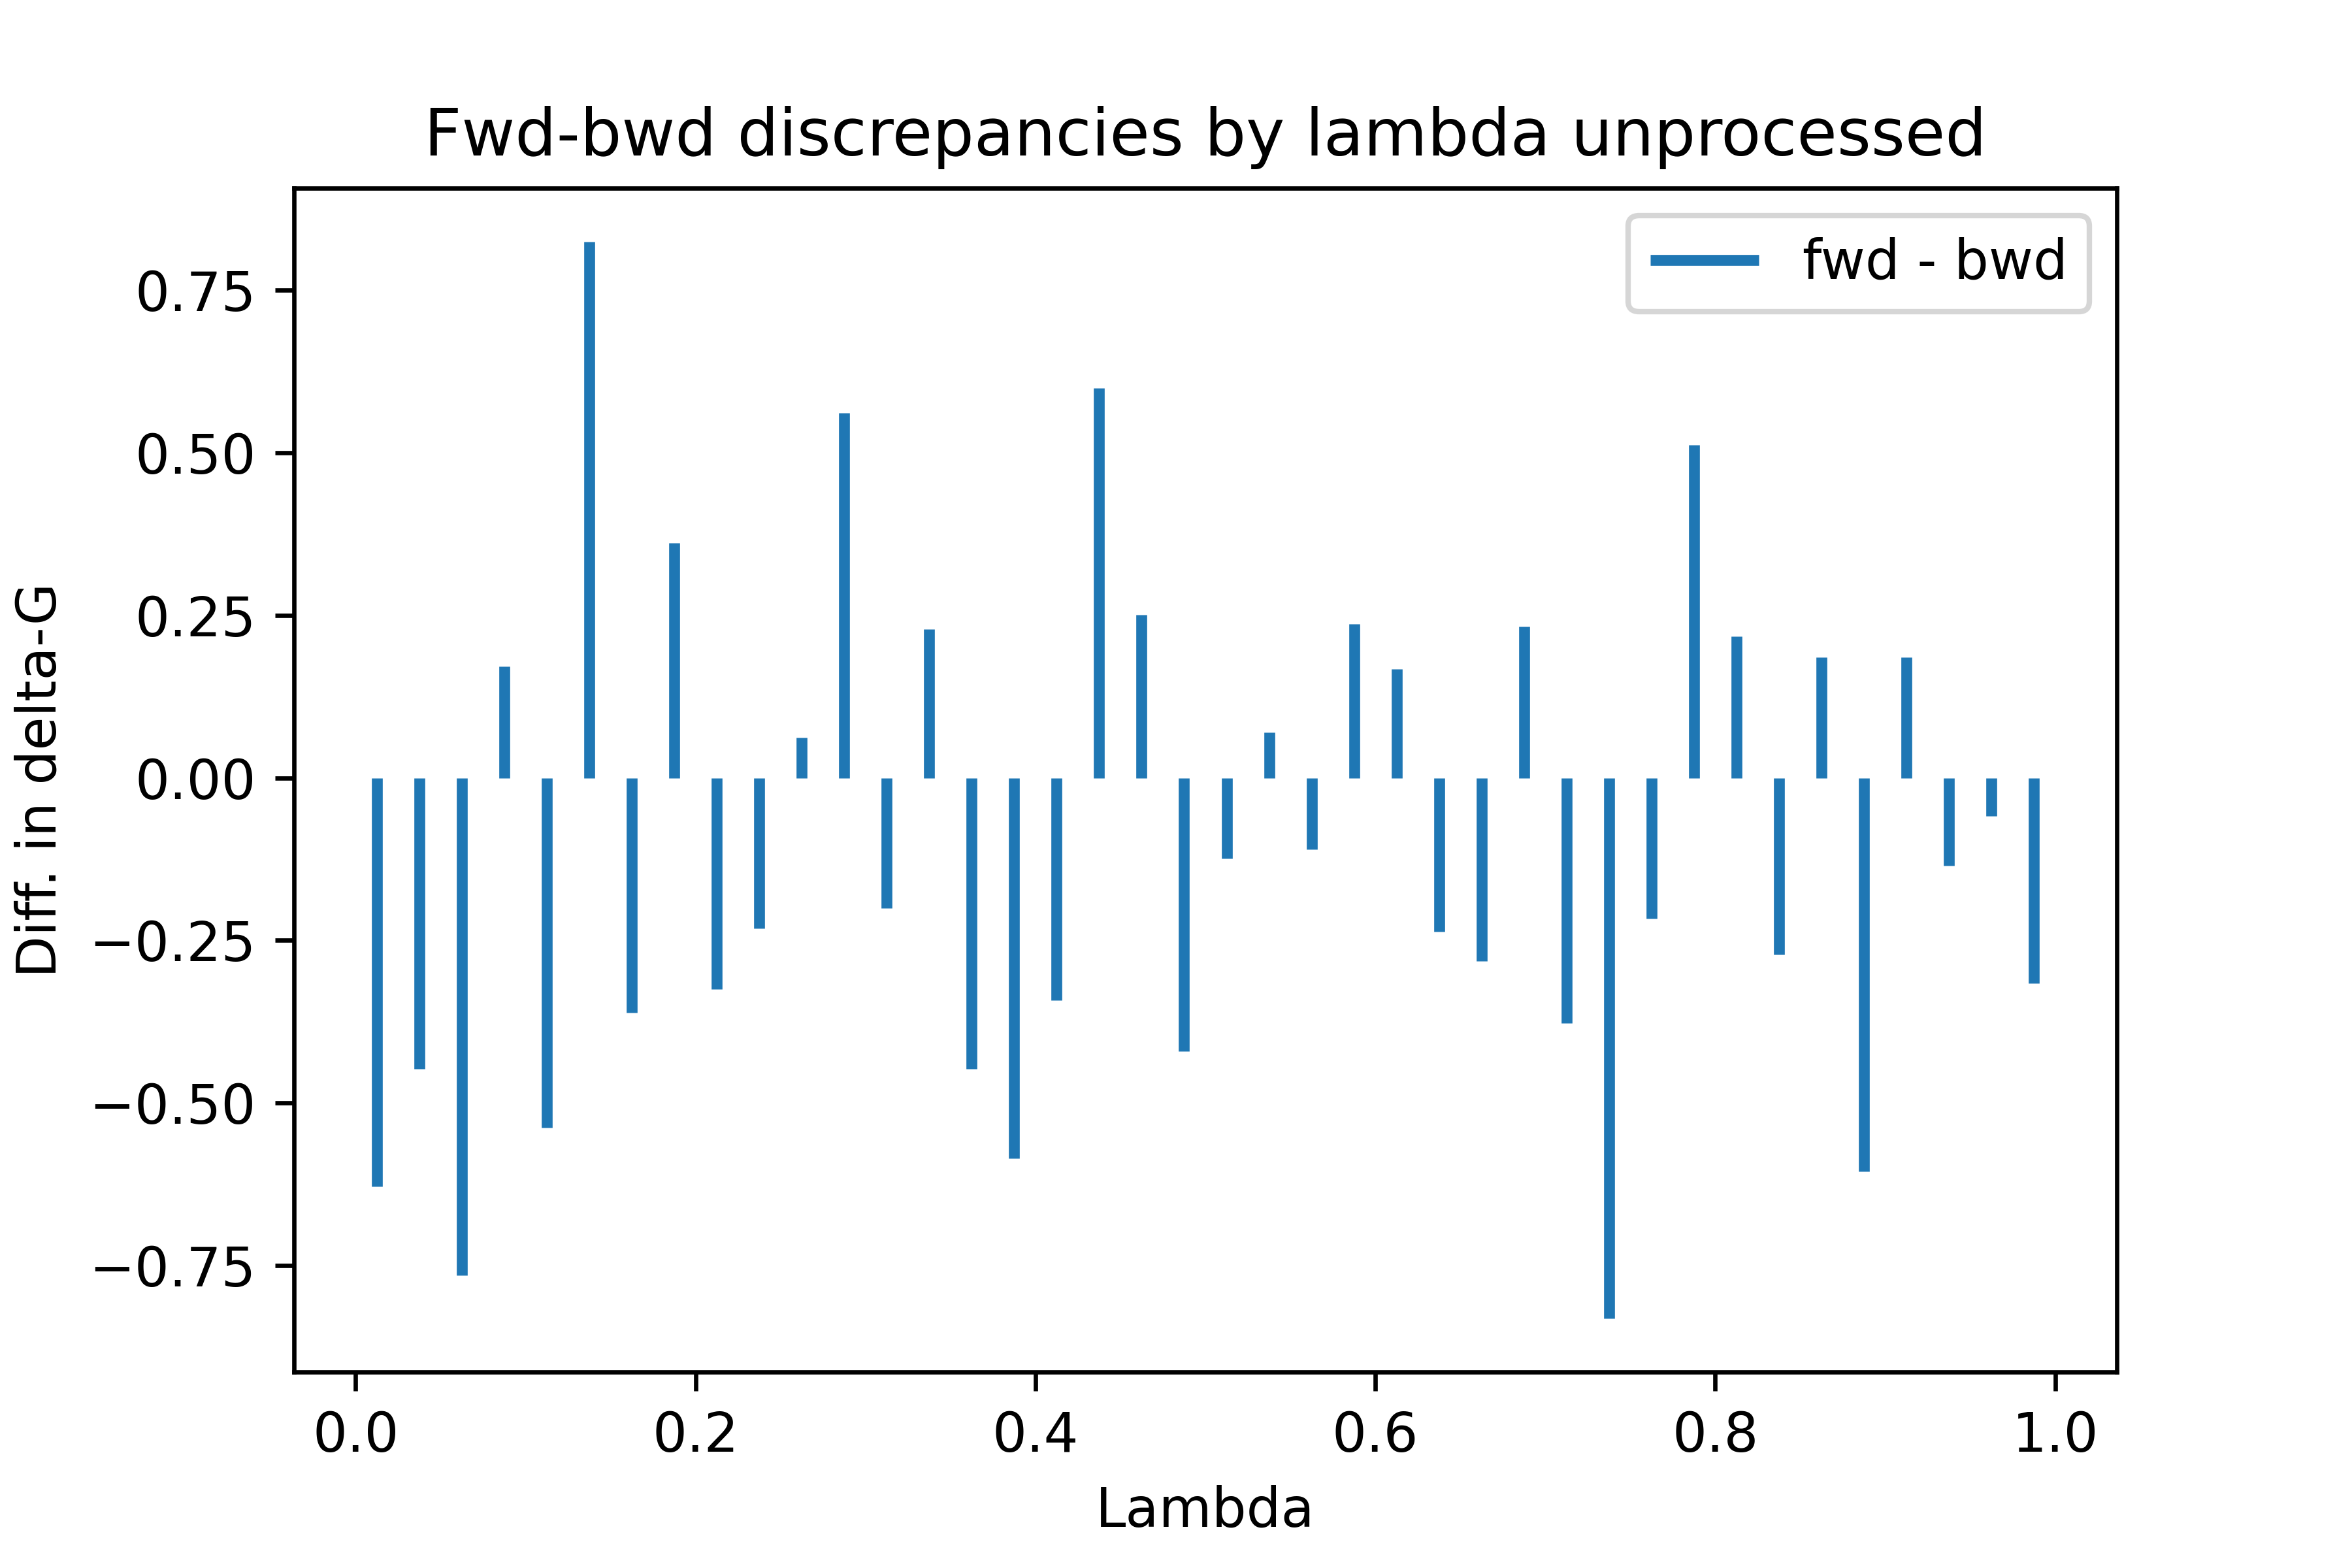 Fwd-bwd discrepancies by lambda unprocessed
fwd - bwd
0.75
0.50
0.25
0.00
−0.25
−0.50
−0.75
Diff. in delta-G
0.0 0.2 0.4 0.6 0.8 1.0
Lambda